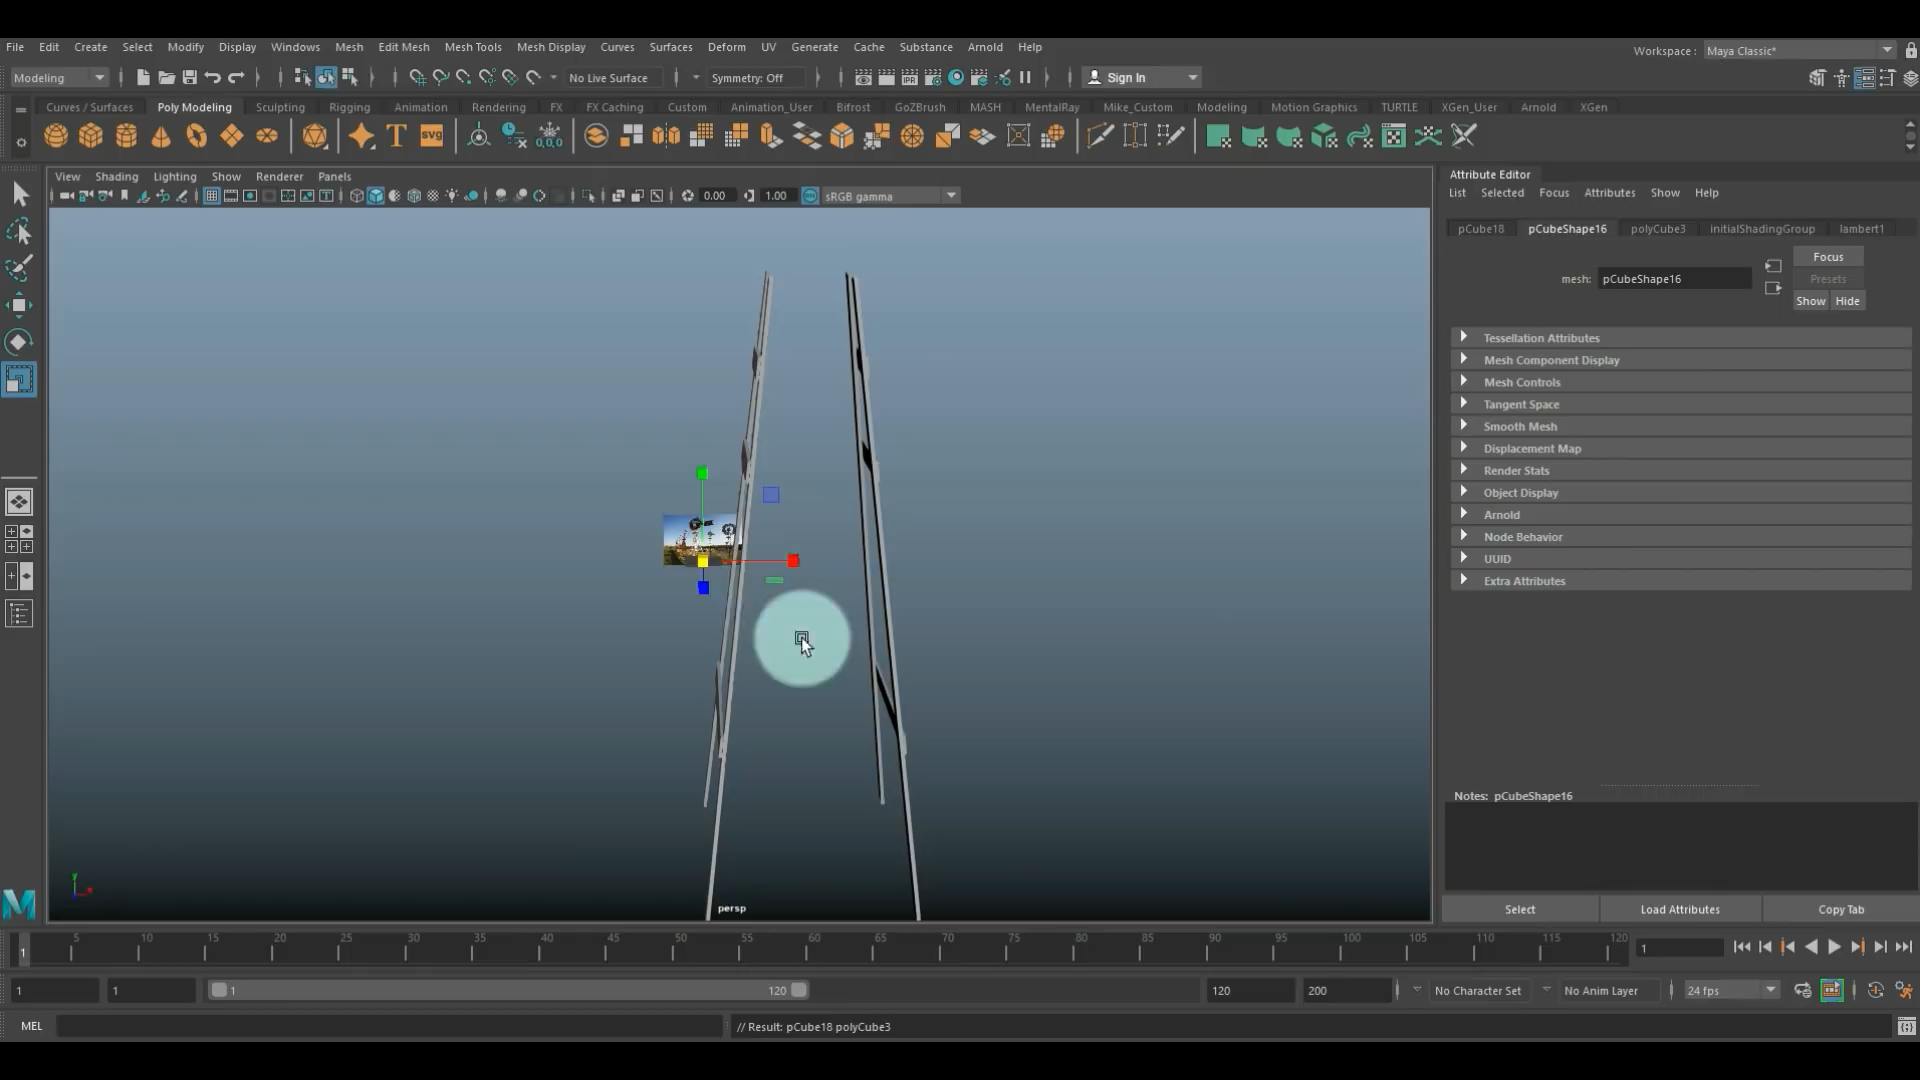 File Edit Create Select Modify Display Windows Mesh Edit Mesh Mesh Tools Mesh Display Curves Surfaces Deform UV Generate Cache Substance Arnold Help
Workspace : Maya Classic*
Modeling No Live Surface Symmetry: Off IPR Sign In
Curves / Surfaces Poly Modeling Sculpting Rigging Animation Rendering FX FX Caching Custom Animation_User Bifrost GoZBrush MASH MentalRay Mike_Custom Modeling Motion Graphics TURTLE XGen_User Arnold XGen
T SVG 0,0,0
View Shading Lighting Show Renderer Panels
0.00 1.00 sRGB gamma
Attribute Editor
List Selected Focus Attributes Show Help
pCube18 pCubeShape16 polyCube3 initialShadingGroup lambert1
Focus
mesh: pCubeShape16
Presets
Show Hide
Tessellation Attributes
Mesh Component Display
Mesh Controls
Tangent Space
Smooth Mesh
Displacement Map
Render Stats
Object Display
Arnold
Node Behavior
UUID
Extra Attributes
Notes: pCubeShape16
Select Load Attributes Copy Tab
y
x
persp
5 10 15 20 25 30 35 40 45 50 55 60 65 70 75 80 85 90 95 100 105 110 115 120
1
1
1 1 1 120 120 200 No Character Set No Anim Layer 24 fps
MEL // Result: pCube18 polyCube3